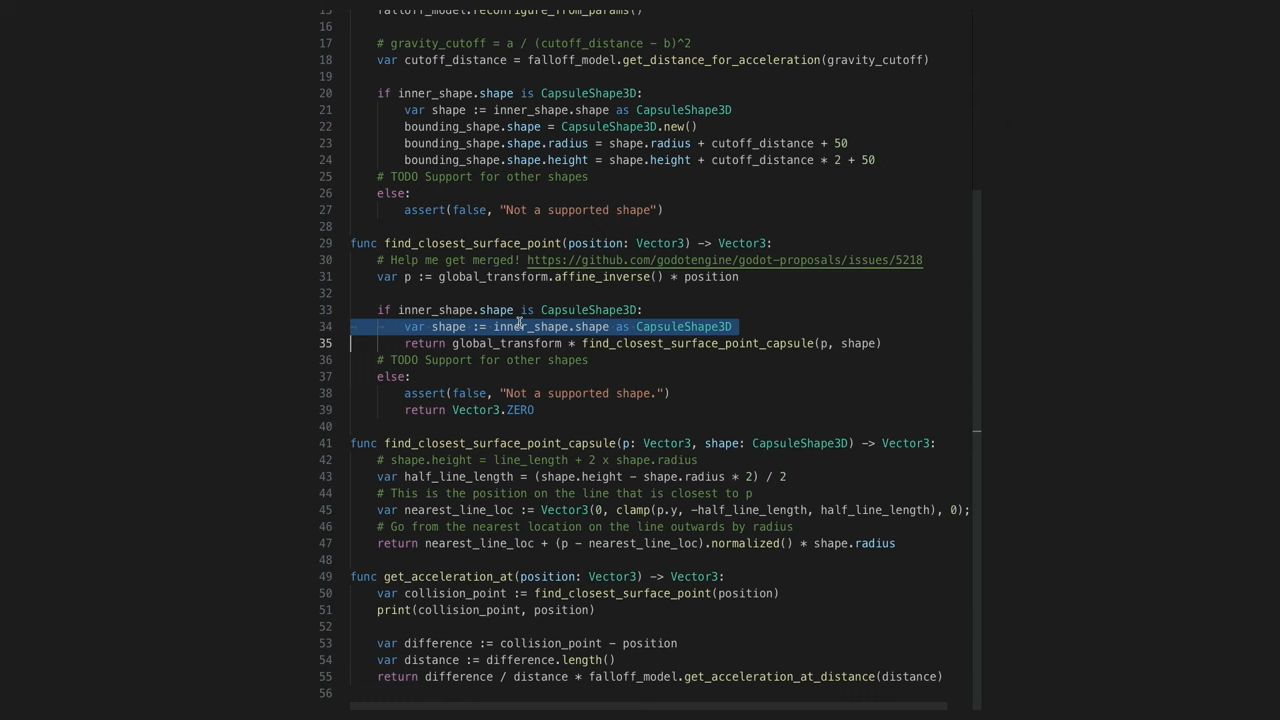 15 falloff_model.reconfigure_from_params()
16
17 # gravity_cutoff = a / (cutoff_distance - b)^2
18 var cutoff_distance = falloff_model.get_distance_for_acceleration(gravity_cutoff)
19
20 if inner_shape.shape is CapsuleShape3D:
21 var shape := inner_shape.shape as CapsuleShape3D
22 bounding_shape.shape = CapsuleShape3D.new()
23 bounding_shape.shape.radius = shape.radius + cutoff_distance + 50
24 bounding_shape.shape.height = shape.height + cutoff_distance * 2 + 50
25 # TODO Support for other shapes
26 else:
27 assert(false, "Not a supported shape")
28
29 func find_closest_surface_point(position: Vector3) -> Vector3:
30 # Help me get merged! https://github.com/godotengine/godot-proposals/issues/5218
31 var p := global_transform.affine_inverse() * position
32
33 if inner_shape.shape is CapsuleShape3D:
34 var shape := inner_shape.shape as CapsuleShape3D
35 return global_transform * find_closest_surface_point_capsule(p, shape)
36 # TODO Support for other shapes
37 else:
38 assert(false, "Not a supported shape.")
39 return Vector3.ZERO
40
41 func find_closest_surface_point_capsule(p: Vector3, shape: CapsuleShape3D) -> Vector3:
42 # shape.height = line_length + 2 x shape.radius
43 var half_line_length = (shape.height - shape.radius * 2) / 2
44 # This is the position on the line that is closest to p
45 var nearest_line_loc := Vector3(0, clamp(p.y, -half_line_length, half_line_length), 0);
46 # Go from the nearest location on the line outwards by radius
47 return nearest_line_loc + (p - nearest_line_loc).normalized() * shape.radius
48
49 func get_acceleration_at(position: Vector3) -> Vector3:
50 var collision_point := find_closest_surface_point(position)
51 print(collision_point, position)
52
53 var difference := collision_point - position
54 var distance := difference.length()
55 return difference / distance * falloff_model.get_acceleration_at_distance(distance)
56